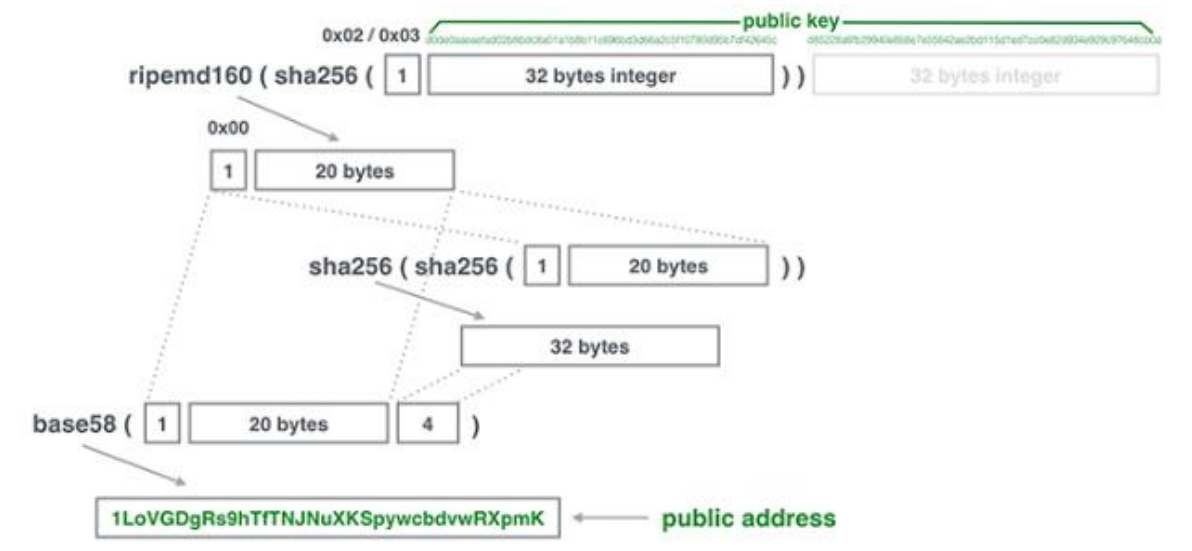 public key
0x02 / 0x03
ripemd160 ( sha256 ( 1 32 bytes integer ) ) 32 bytes integer
0x00
1 20 bytes
sha256 ( sha256 ( 1 20 bytes ) )
32 bytes
base58 ( 1 20 bytes 4 )
1LoVGDgRs9hTfTNJNuXKSpywcbdvwRXpmK public address